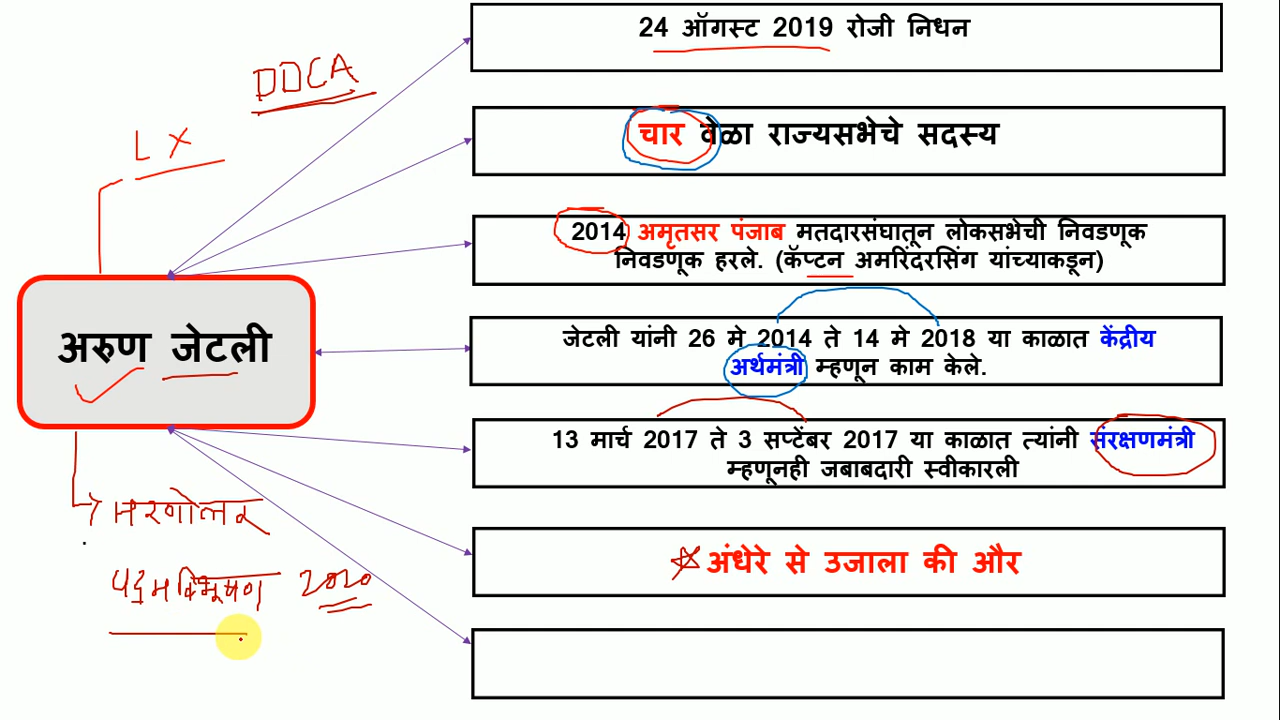 24 ऑगस्ट 2019 रोजी निधन
DDCA
चार वेळा राज्यसभेचे सदस्य
L X
2014 अमृतसर पंजाब मतदारसंघातून लोकसभेची निवडणूक
निवडणूक हरले. (कॅप्टन अमरिंदरसिंग यांच्याकडून)
अरुण जेटली
जेटली यांनी 26 मे 2014 ते 14 मे 2018 या काळात केंद्रीय
अर्थमंत्री म्हणून काम केले.
13 मार्च 2017 ते 3 सप्टेंबर 2017 या काळात त्यांनी संरक्षणमंत्री
म्हणूनही जबाबदारी स्वीकारली
मरणोत्तर
अंधेरे से उजाला की और
पद्मविभूषण 2020